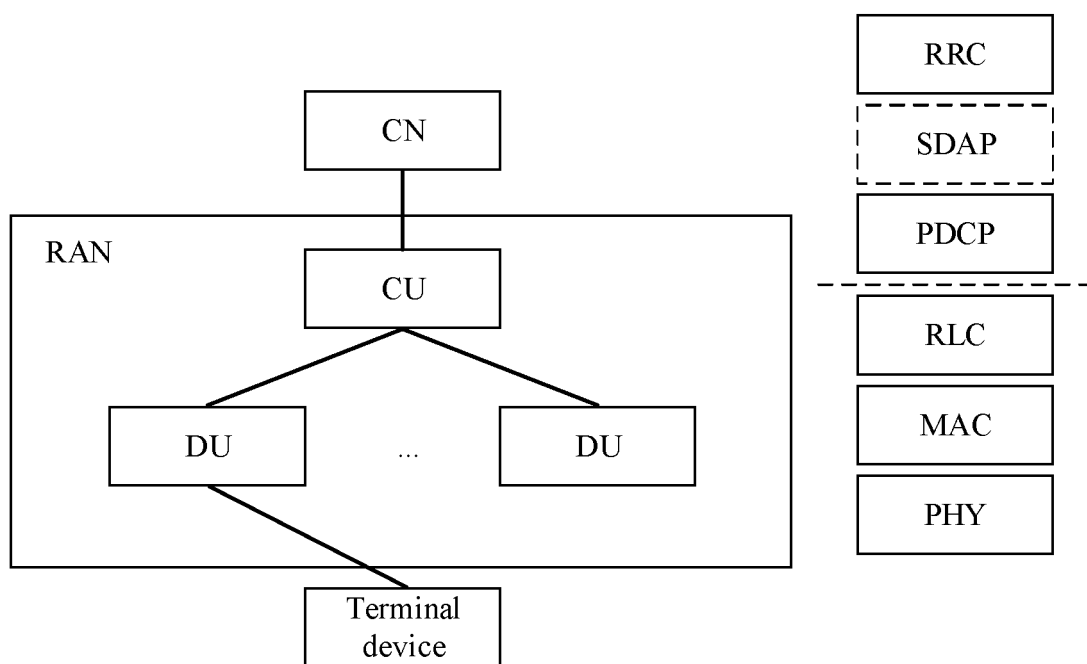 CN
RAN
CU
DU
...
DU
Terminal
device
RRC
SDAP
PDCP
RLC
MAC
PHY